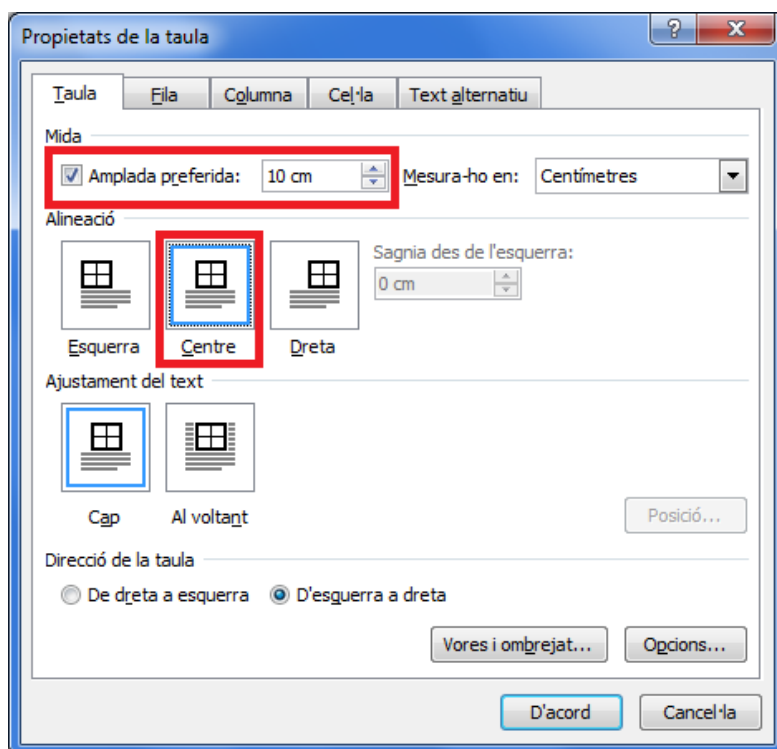 Propietats de la taula
Taula Fila Columna Cel·la Text alternatiu
Mida
Amplada preferida: 10 cm Mesura-ho en: Centímetres
Alineació
Sagnia des de l'esquerra:
0 cm
Esquerra Centre Dreta
Ajustament del text
Cap Al voltant
Posició...
Direcció de la taula
De dreta a esquerra D'esquerra a dreta
Vores i ombrejat... Opcions...
D'acord Cancel·la